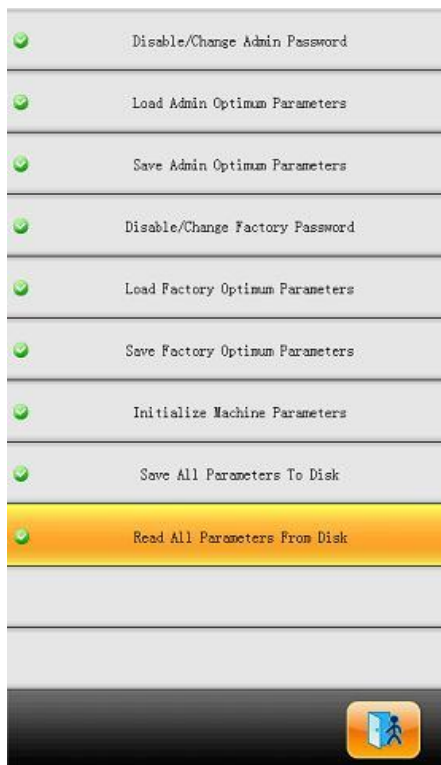 Disable/Change Admin Password
Load Admin Optimum Parameters
Save Admin Optimum Parameters
Disable/Change Factory Password
Load Factory Optimum Parameters
Save Factory Optimum Parameters
Initialize Machine Parameters
Save All Parameters To Disk
Read All Parameters From Disk